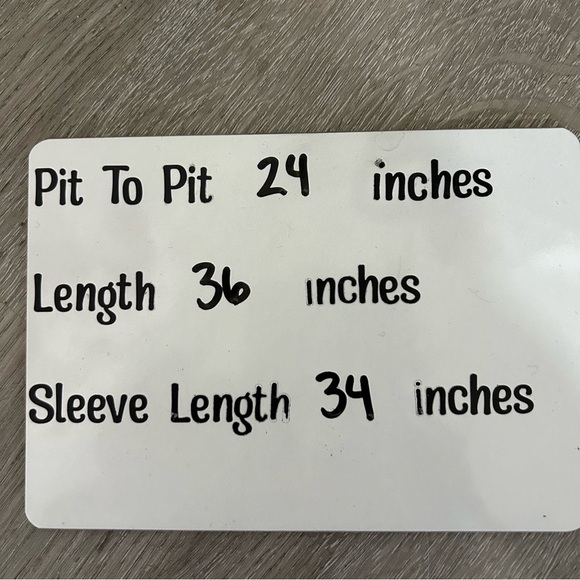 Pit To Pit 24 inches
Length 36 inches
Sleeve Length 34 inches